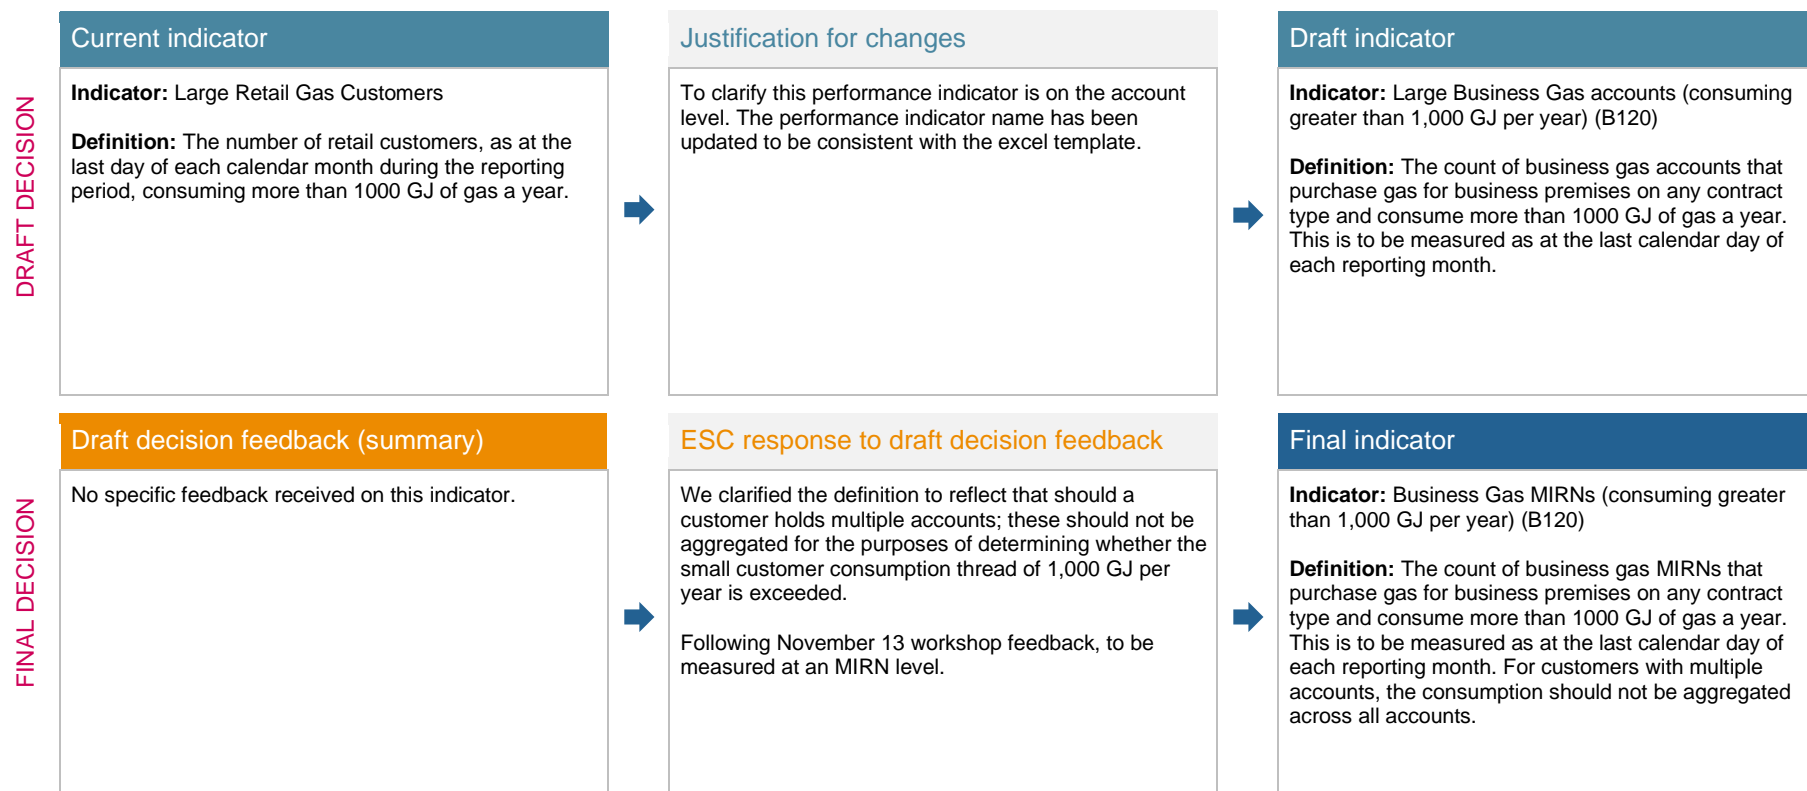 DRAFT DECISION
Current indicator
Indicator: Large Retail Gas Customers
Definition: The number of retail customers, as at the
last day of each calendar month during the reporting
period, consuming more than 1000 GJ of gas a year.
Justification for changes
To clarify this performance indicator is on the account
level. The performance indicator name has been
updated to be consistent with the excel template.
Draft indicator
Indicator: Large Business Gas accounts (consuming
greater than 1,000 GJ per year) (B120)
Definition: The count of business gas accounts that
purchase gas for business premises on any contract
type and consume more than 1000 GJ of gas a year.
This is to be measured as at the last calendar day of
each reporting month.
FINAL DECISION
Draft decision feedback (summary)
No specific feedback received on this indicator.
ESC response to draft decision feedback
We clarified the definition to reflect that should a
customer holds multiple accounts; these should not be
aggregated for the purposes of determining whether the
small customer consumption thread of 1,000 GJ per
year is exceeded.
Following November 13 workshop feedback, to be
measured at an MIRN level.
Final indicator
Indicator: Business Gas MIRNs (consuming greater
than 1,000 GJ per year) (B120)
Definition: The count of business gas MIRNs that
purchase gas for business premises on any contract
type and consume more than 1000 GJ of gas a year.
This is to be measured as at the last calendar day of
each reporting month. For customers with multiple
accounts, the consumption should not be aggregated
across all accounts.